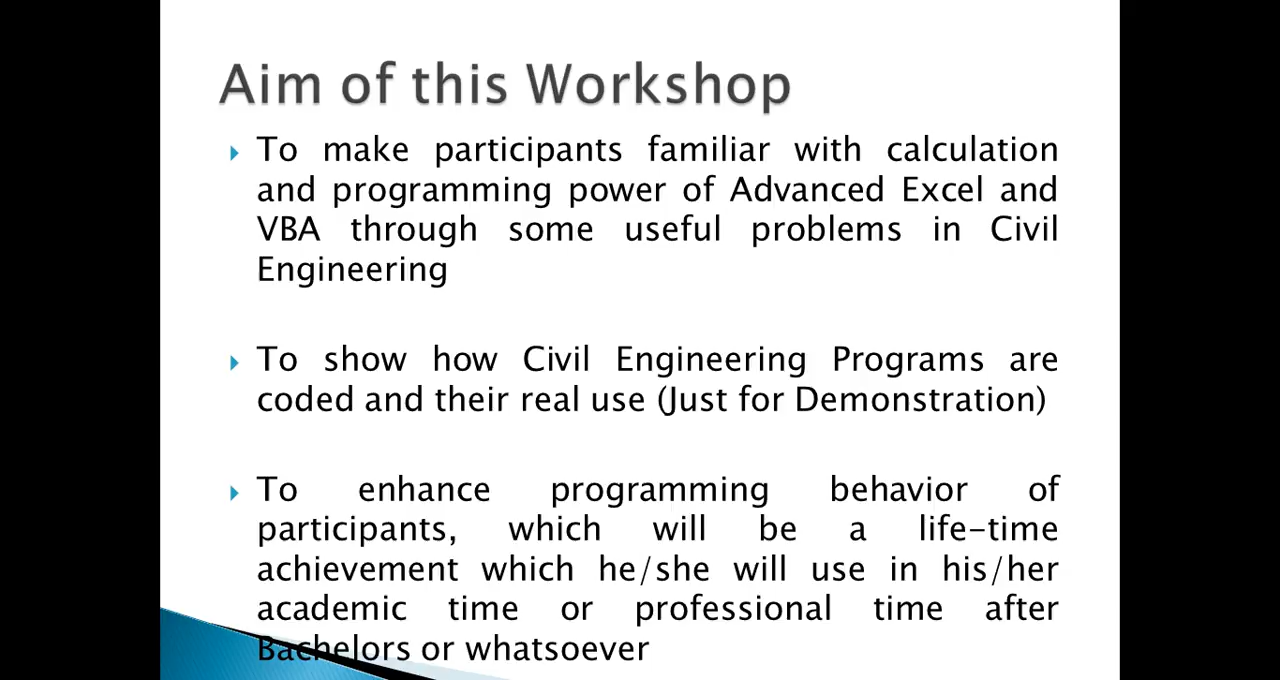 Aim of this Workshop
To make participants familiar with calculation
and programming power of Advanced Excel and
VBA through some useful problems in Civil
Engineering
To show how Civil Engineering Programs are
coded and their real use (Just for Demonstration)
To enhance programming behavior of
participants, which will be a life-time
achievement which he/she will use in his/her
academic time or professional time after
Bachelors or whatsoever